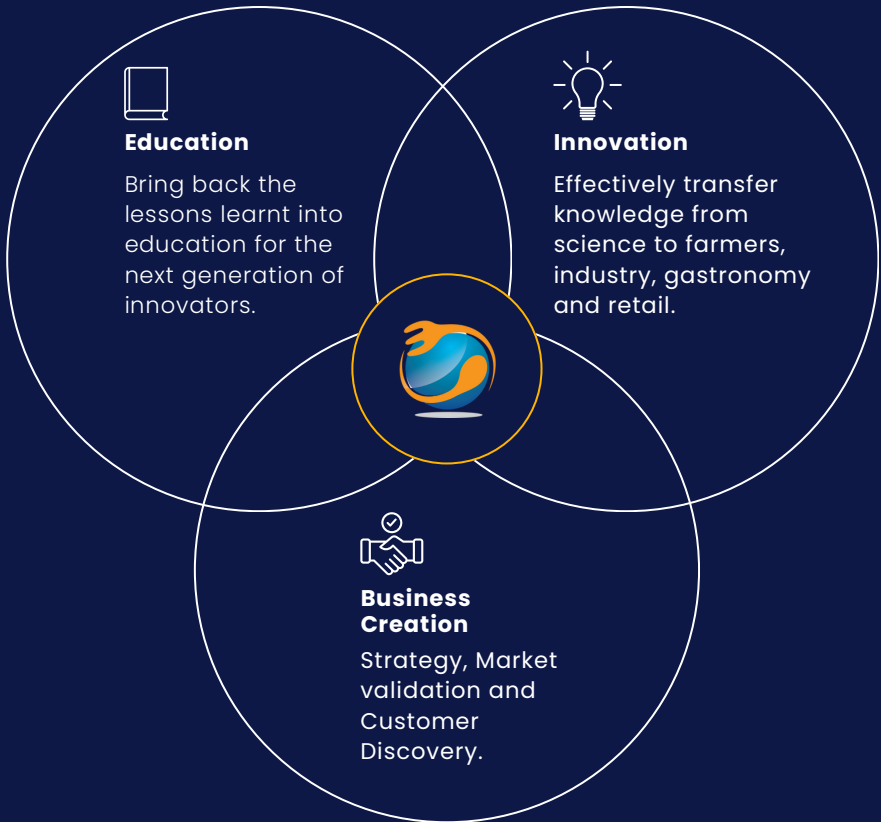 Education
Bring back the
lessons learnt into
education for the
next generation of
innovators.
Innovation
Effectively transfer
knowledge from
science to farmers,
industry, gastronomy
and retail.
Business
Creation
Strategy, Market
validation and
Customer
Discovery.